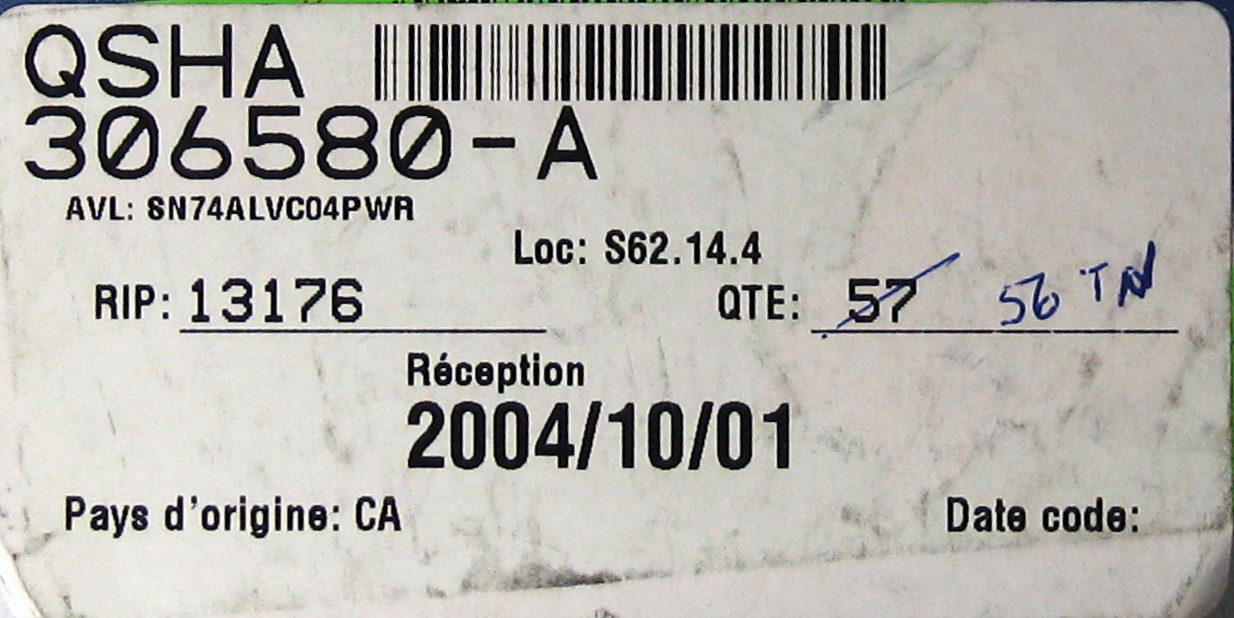 QSHA
306580-A
AVL: SN74ALVC04PWR
Loc: S62.14.4
RIP: 13176 QTE: 57 56
Réception
2004/10/01
Pays d'origine: CA Date code: